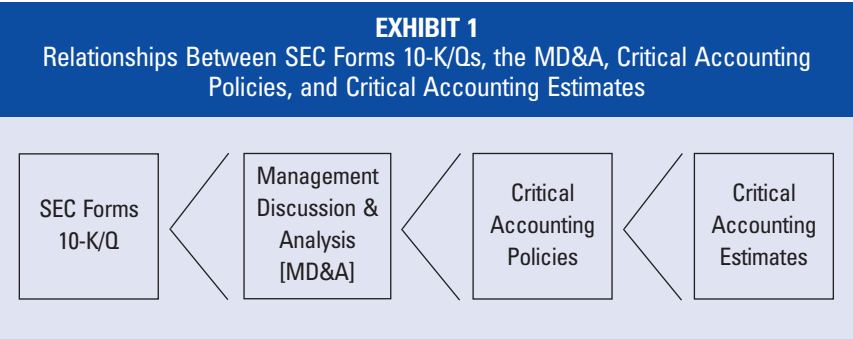 EXHIBIT 1
Relationships Between SEC Forms 10-K/Qs, the MD&A, Critical Accounting
Policies, and Critical Accounting Estimates
SEC Forms
10-K/Q
Management
Discussion &
Analysis
[MD&A]
Critical
Accounting
Policies
Critical
Accounting
Estimates